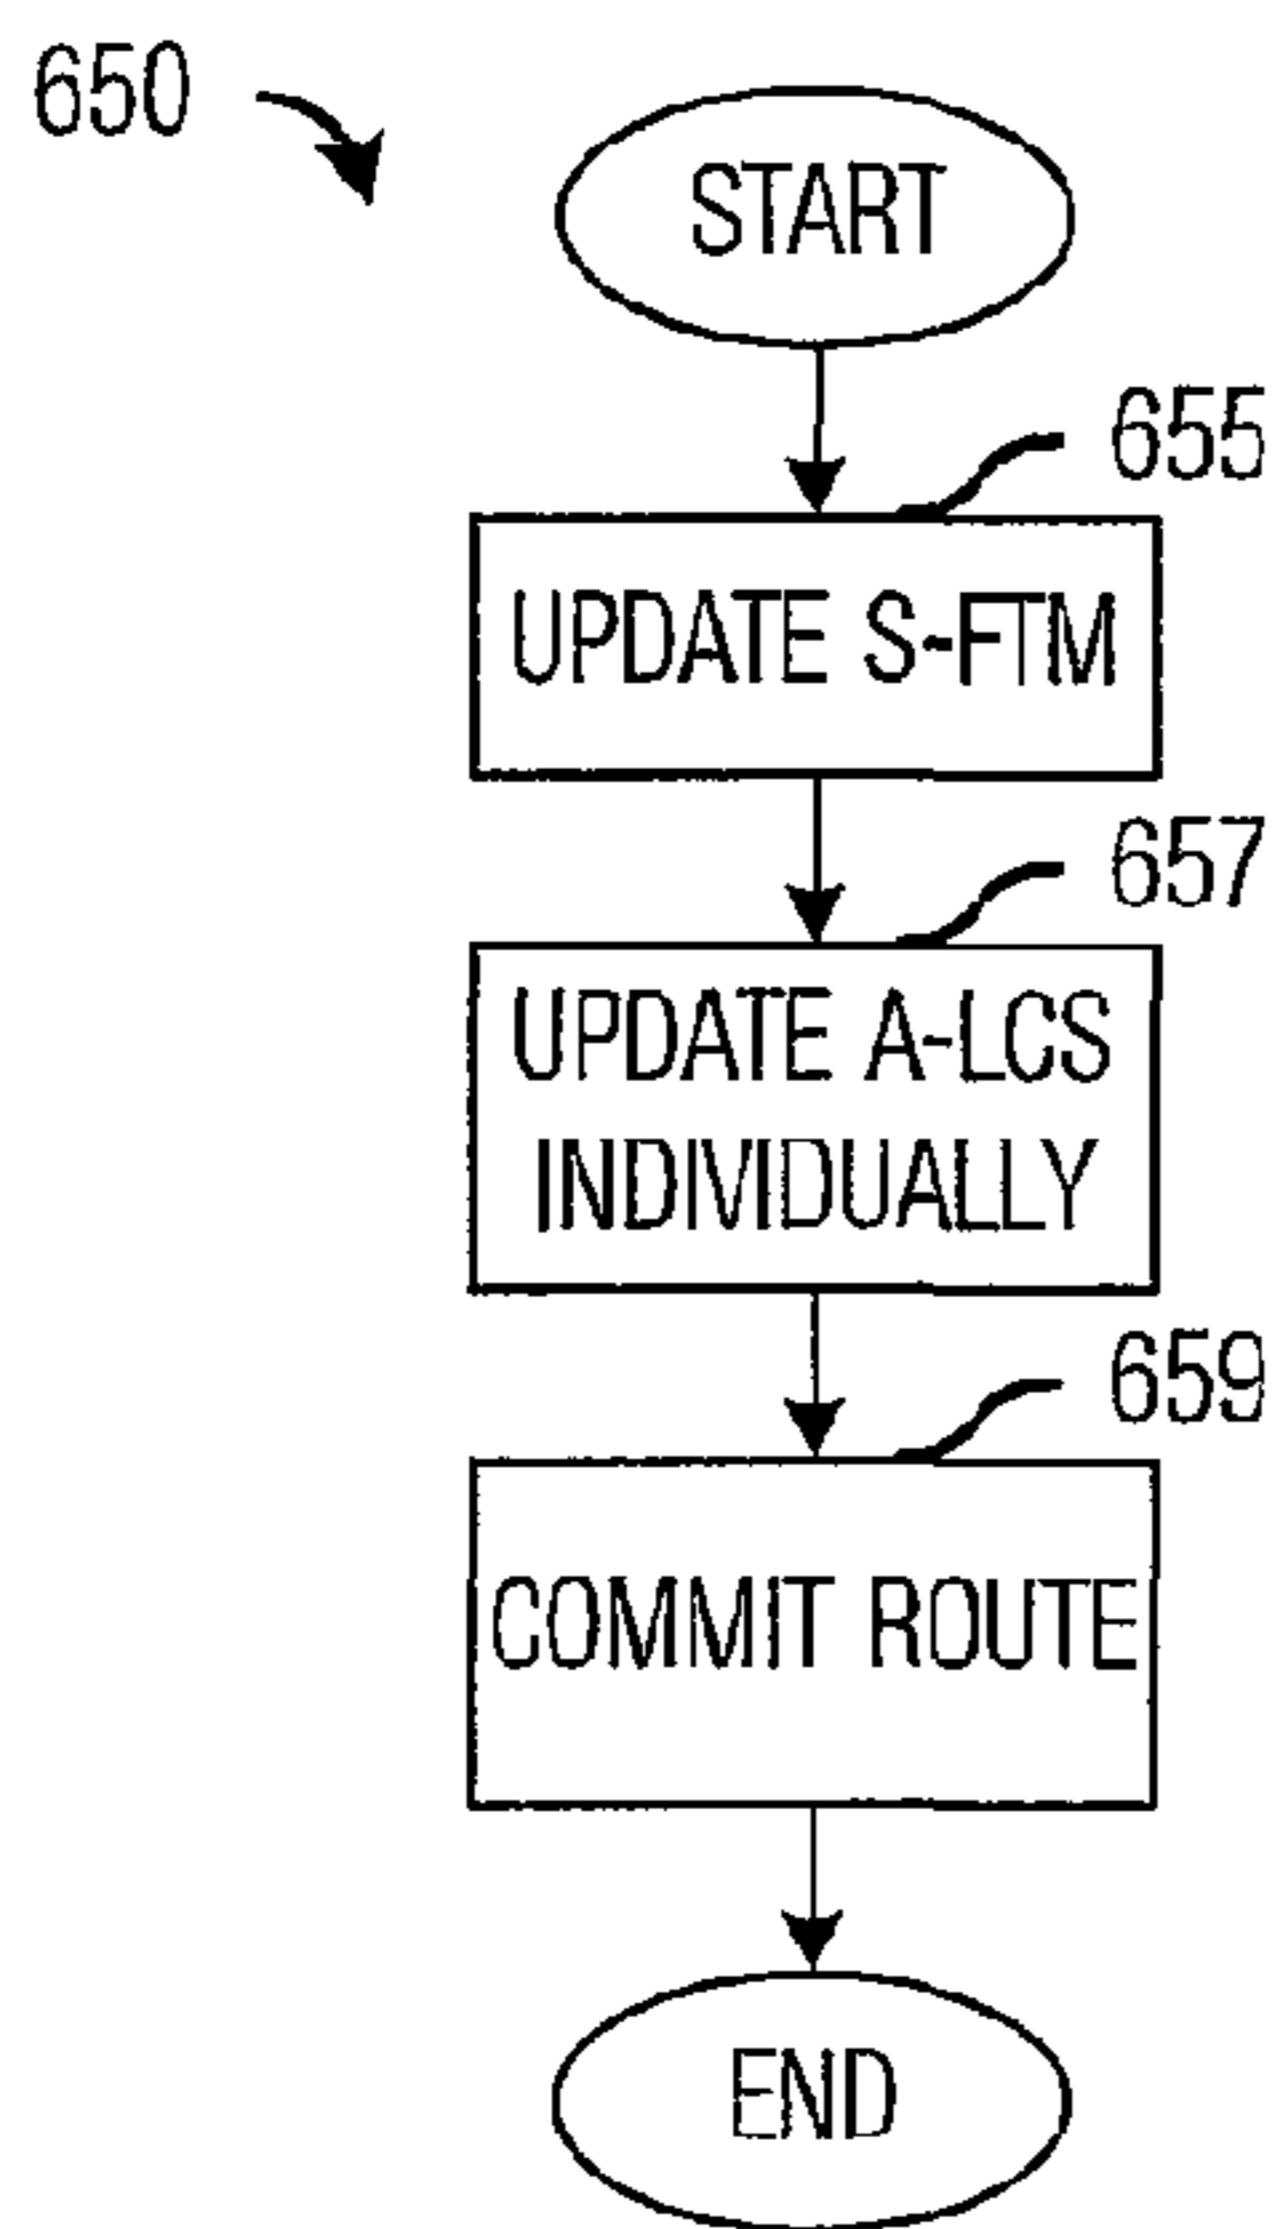 650
START
655
UPDATE S-FTM
657
UPDATE A-LCS
INDIVIDUALLY
659
COMMIT ROUTE
END